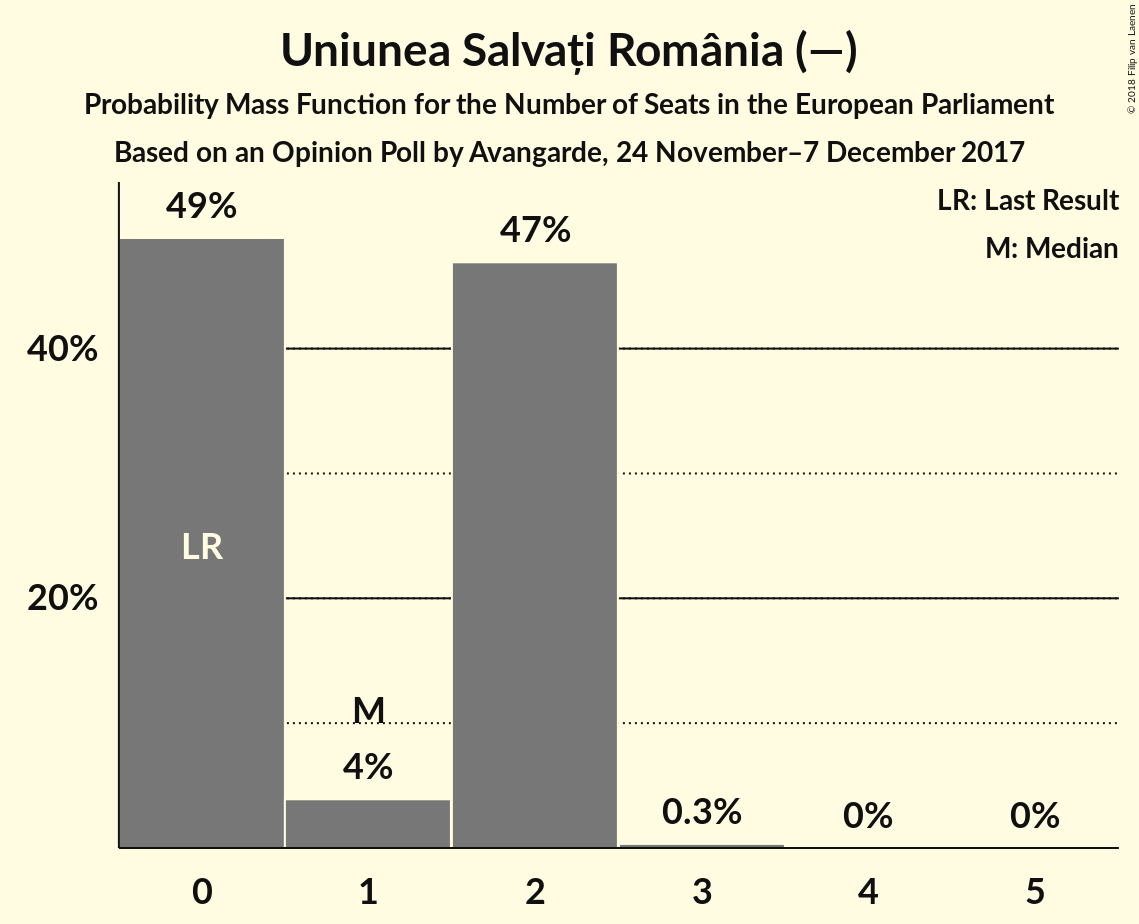 Uniunea Salvați România (—)
Probability Mass Function for the Number of Seats in the European Parliament
Based on an Opinion Poll by Avangarde, 24 November–7 December 2017
© 2018 Filip van Laenen
LR: Last Result
M: Median
49%
47%
40%
LR
20%
M
4%
0.3%
0%
0%
0
1
2
3
4
5